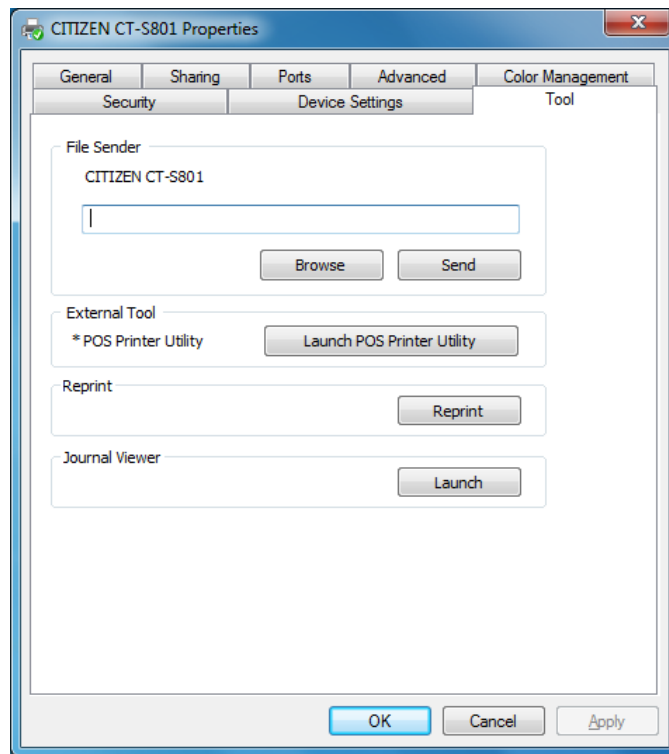 CITIZEN CT-S801 Properties
General Sharing Ports Advanced Color Management
Security Device Settings Tool
File Sender
CITIZEN CT-S801
Browse Send
External Tool
* POS Printer Utility Launch POS Printer Utility
Reprint
Reprint
Journal Viewer
Launch
OK Cancel Apply